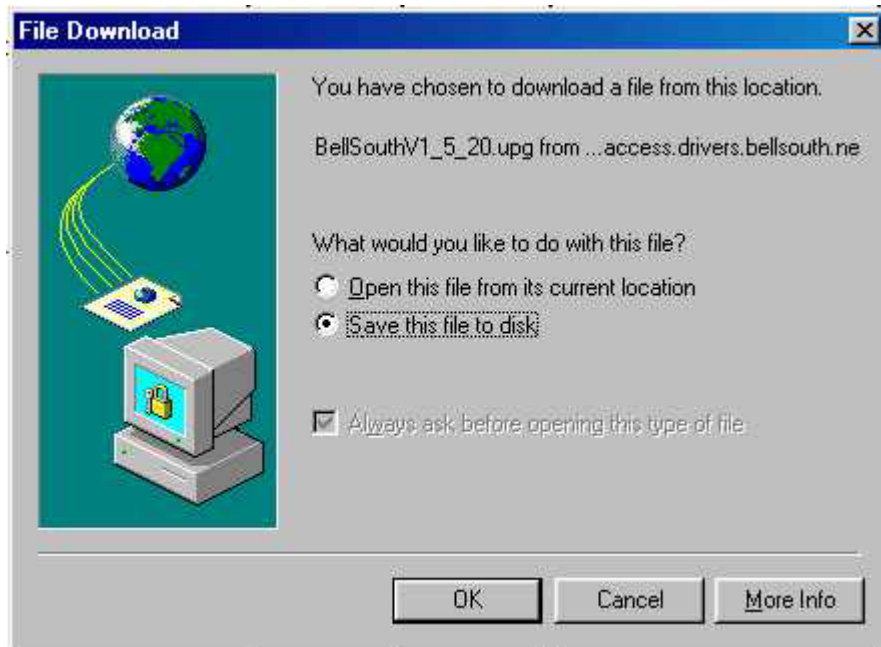 File Download
You have chosen to download a file from this location.
BellSouthV1_5_20.upg from ...access.drivers.bellsouth.ne
What would you like to do with this file?
Open this file from its current location
Save this file to disk
Always ask before opening this type of file
OK
Cancel
More Info